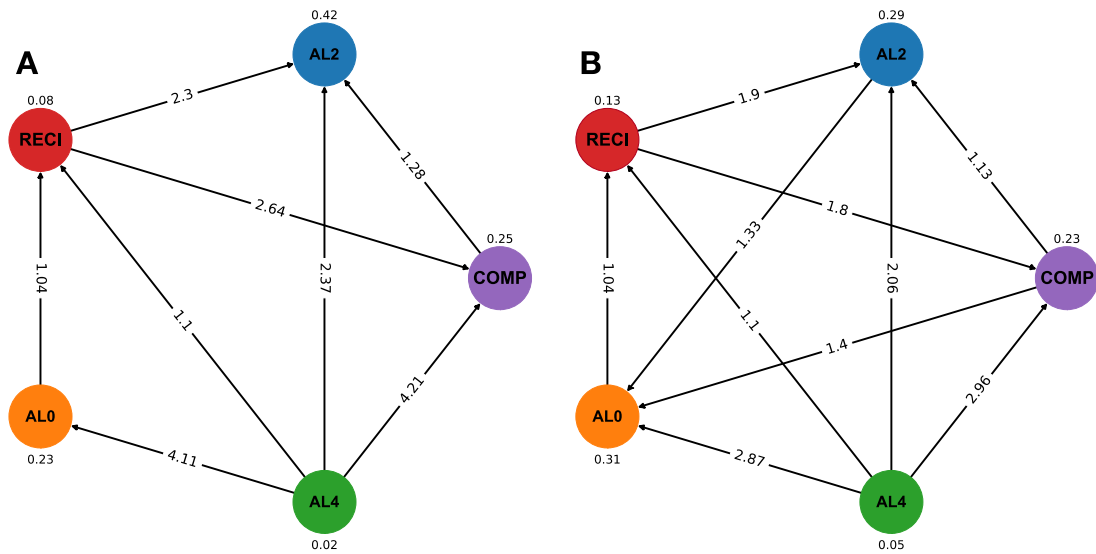 A
0.42
AL2
2.3
0.08
RECI
1.28
2.64
0.25
COMP
1.04
2.37
1.1
4.21
AL0
0.23
4.11
AL4
0.02
B
0.29
AL2
1.9
0.13
RECI
1.13
1.8
1.33
0.23
COMP
1.04
2.06
1.1
1.4
2.96
AL0
0.31
2.87
AL4
0.05